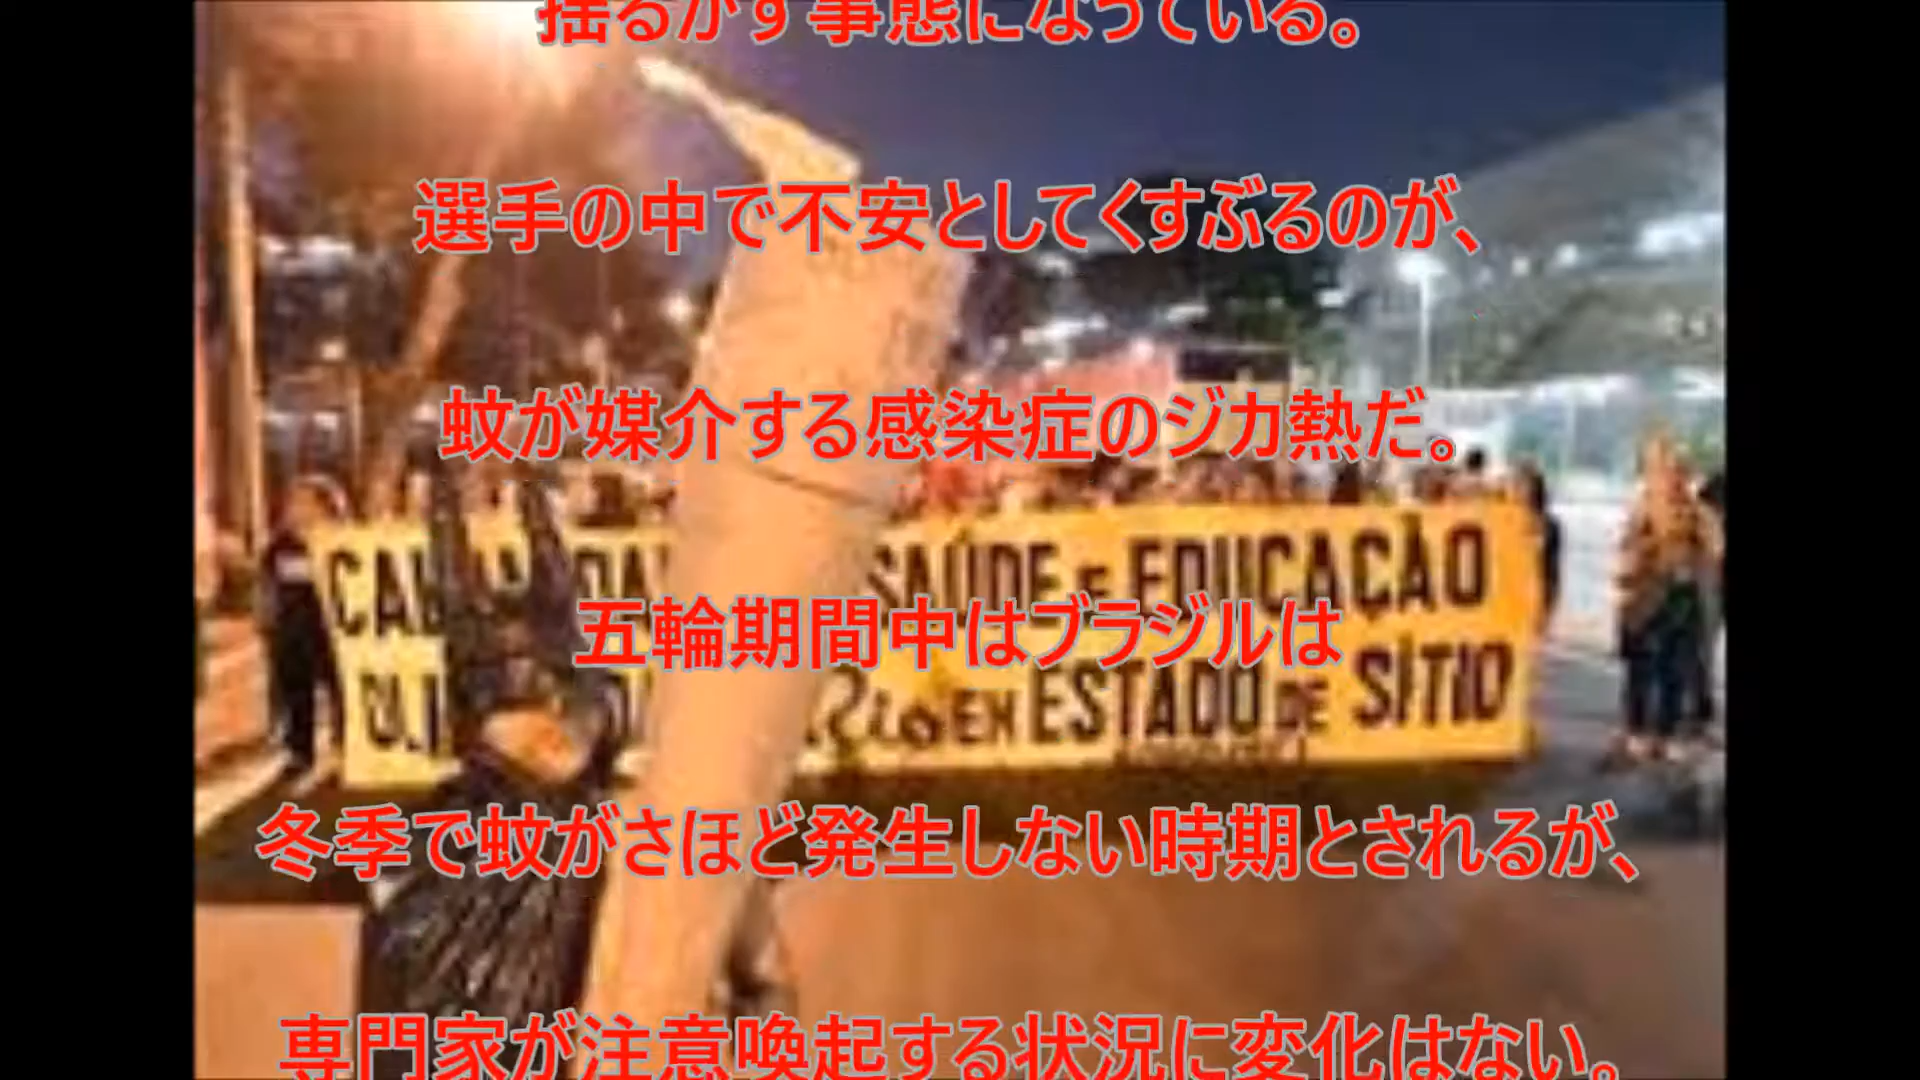 揺るがす事態になっている。
選手の中で不安としてくすぶるのが、
蚊が媒介する感染症のジカ熱だ。
SAÚDE E EDUCAÇÃO
五輪期間中はブラジルは
Rio EM ESTADO DE SÍTIO
冬季で蚊がさほど発生しない時期とされるが、
専門家が注意喚起する状況に変化はない。